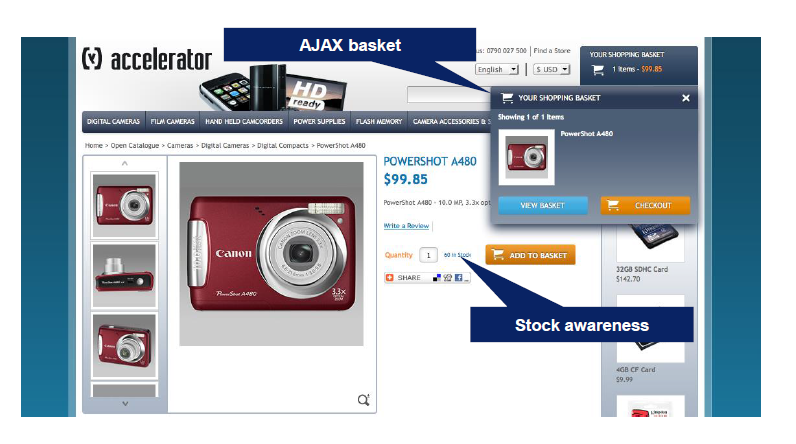 AJAX basket
accelerator
us: 0790 027 500 | Find a Store
English
$ USD
YOUR SHOPPING BASKET
1 items - $99.85
HD
ready
YOUR SHOPPING BASKET
Showing 1 of 1 items
PowerShot A480
VIEW BASKET
CHECKOUT
DIGITAL CAMERAS
FILM CAMERAS
HAND HELD CAMCORDERS
POWER SUPPLIES
FLASH MEMORY
CAMERA ACCESSORIES & S
Home > Open Catalogue > Cameras > Digital Cameras > Digital Compacts > PowerShot A480
POWERSHOT A480
$99.85
PowerShot A480 - 10.0 MP, 3.3x opt
Write a Review
Quantity 1 60 in Stock
ADD TO BASKET
SHARE
Canon
CANON ZOOM LENS
PowerShot A480
3.3x
Stock awareness
32GB SDHC Card
$142.70
4GB CF Card
$9.99